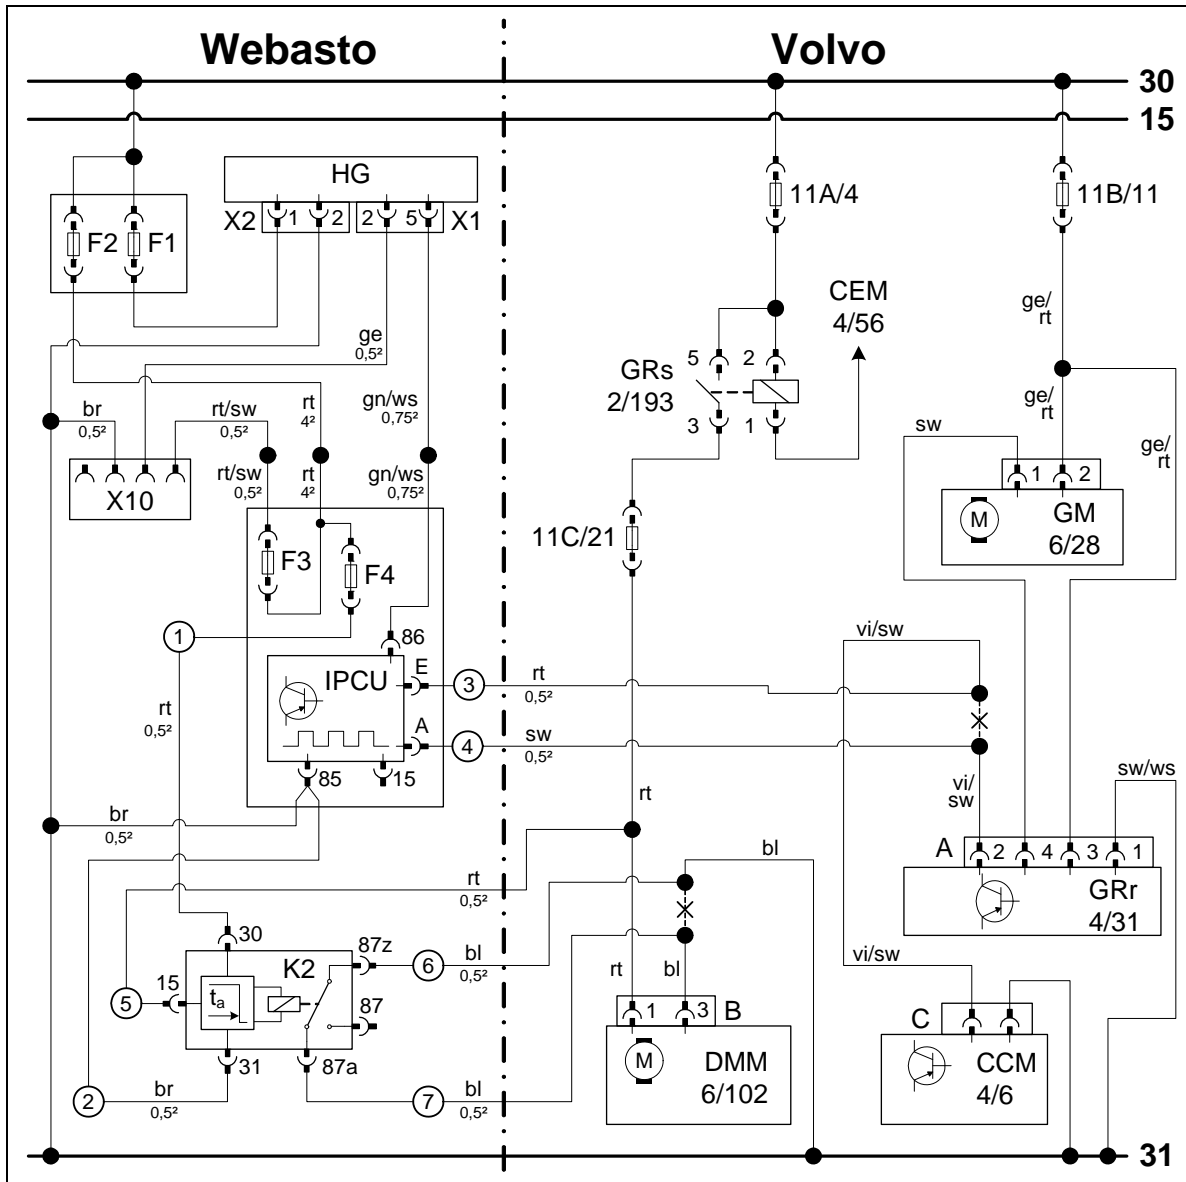 Webasto
Volvo
30
15
HG
X2
1
2
2
5
X1
F2
F1
11A/4
11B/11
CEM
4/56
ge
0,5²
ge/
rt
5
2
GRs
2/193
3
1
br
0,5²
rt/sw
0,5²
rt
4²
gn/ws
0,75²
ge/
rt
sw
ge/
rt
X10
rt/sw
0,5²
rt
4²
gn/ws
0,75²
1
2
M
GM
6/28
11C/21
F3
F4
1
86
vi/sw
IPCU
E
3
rt
0,5²
rt
0,5²
A
4
sw
0,5²
85
15
sw/ws
rt
vi/
sw
br
0,5²
A
2
4
3
1
bl
rt
0,5²
GRr
4/31
30
K2
87z
6
bl
0,5²
vi/sw
5
15
ta
87
rt
bl
1
3
B
C
31
87a
M
DMM
6/102
CCM
4/6
2
br
0,5²
7
bl
0,5²
31